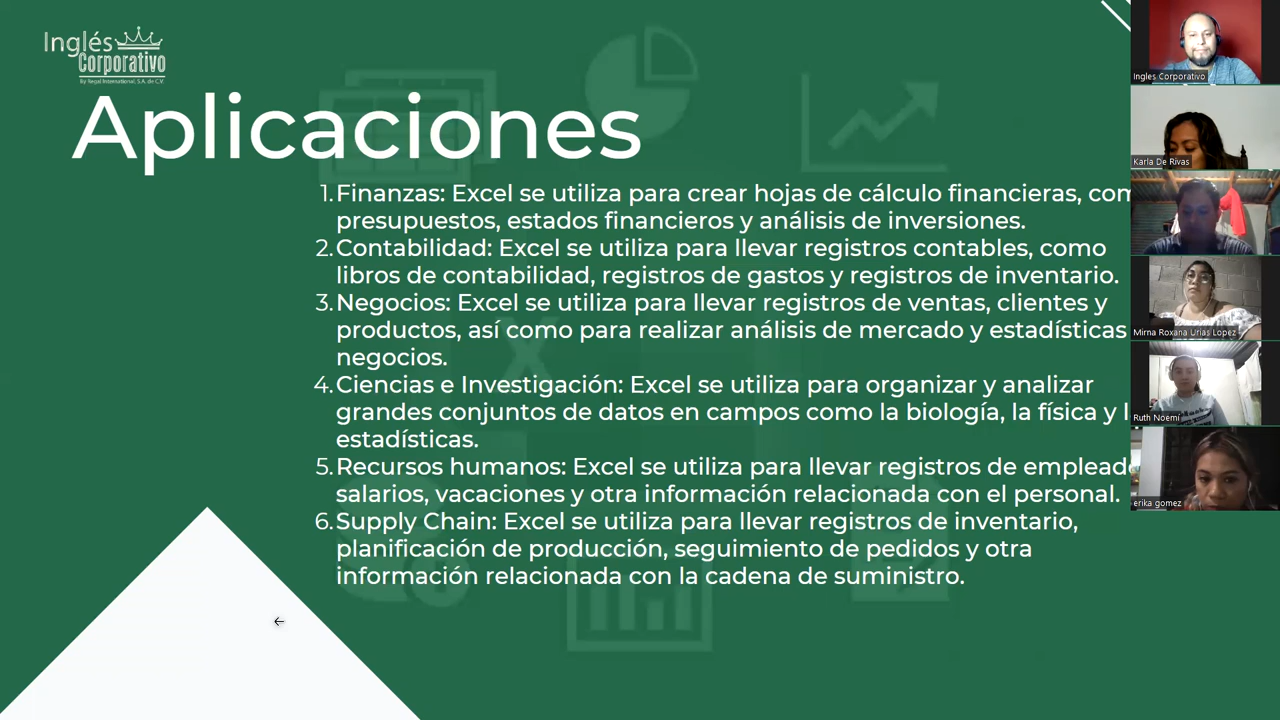 Inglés
Corporativo
By Regal International, S.A. de C.V.
Aplicaciones
1. Finanzas: Excel se utiliza para crear hojas de cálculo financieras,
presupuestos, estados financieros y análisis de inversiones.
2. Contabilidad: Excel se utiliza para llevar registros contables, como
libros de contabilidad, registros de gastos y registros de inventario.
3. Negocios: Excel se utiliza para llevar registros de ventas, clientes y
productos, así como para realizar análisis de mercado y estadísticas
negocios.
4. Ciencias e Investigación: Excel se utiliza para organizar y analizar
grandes conjuntos de datos en campos como la biología, la física y
estadísticas.
5. Recursos humanos: Excel se utiliza para llevar registros de
salarios, vacaciones y otra información relacionada con el personal.
6. Supply Chain: Excel se utiliza para llevar registros de inventario,
planificación de producción, seguimiento de pedidos y otra
información relacionada con la cadena de suministro.
Ingles Corporativo
Karla De Rivas
Mirna Roxana Urias Lopez
Ruth Noemí
erika gomez